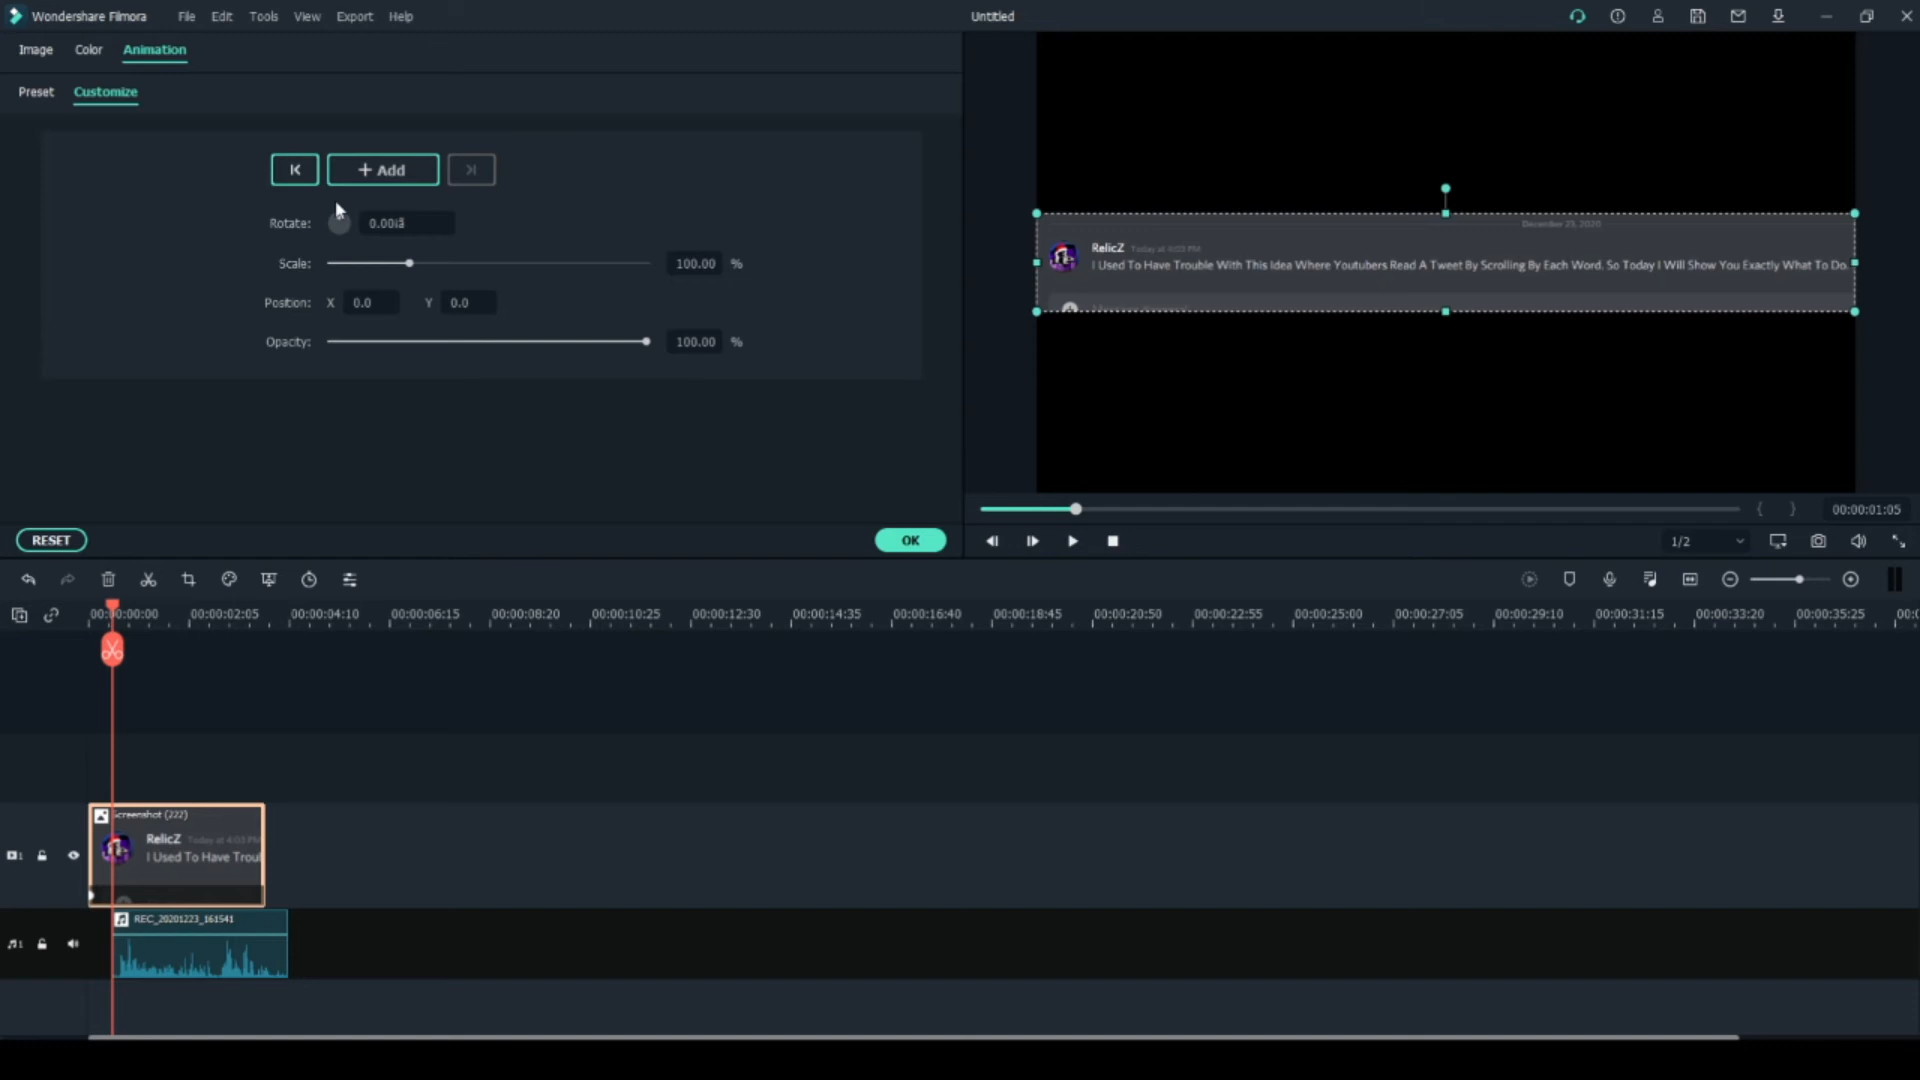 Wondershare Filmora File Edit Tools View Export Help Untitled
Image Color Animation
Preset Customize
+ Add
Rotate: 
Scale: 100.00 %
Position: X 0.0 Y 0.0
Opacity: 100.00 %
RESET OK
December 23, 2020
RelicZ Today at 4:03 PM
I Used To Have Trouble With This Idea Where Youtubers Read A Tweet By Scrolling By Each Word. So Today I Will Show You Exactly What To Do.
{ } 00:00:01:05
1/2
00:00:00:00 00:00:02:05 00:00:04:10 00:00:06:15 00:00:08:20 00:00:10:25 00:00:12:30 00:00:14:35 00:00:16:40 00:00:18:45 00:00:20:50 00:00:22:55 00:00:25:00 00:00:27:05 00:00:29:10 00:00:31:15 00:00:33:20 00:00:35:25
Screenshot (222)
RelicZ Today at 4:03 PM
I Used To Have Troul
1
REC_20201223_161541
1